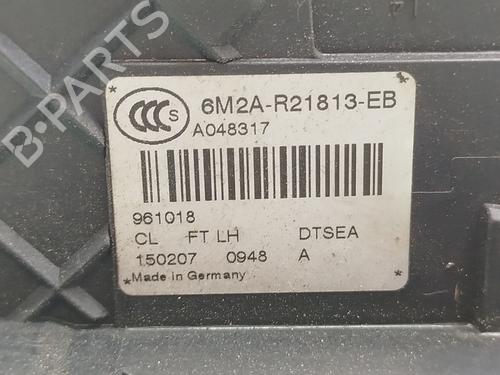 CCC S 6M2A-R21813-EB
A048317
961018
CL FT LH DTSEA
150207 0948 A
*Made in Germany *
B-PARTS